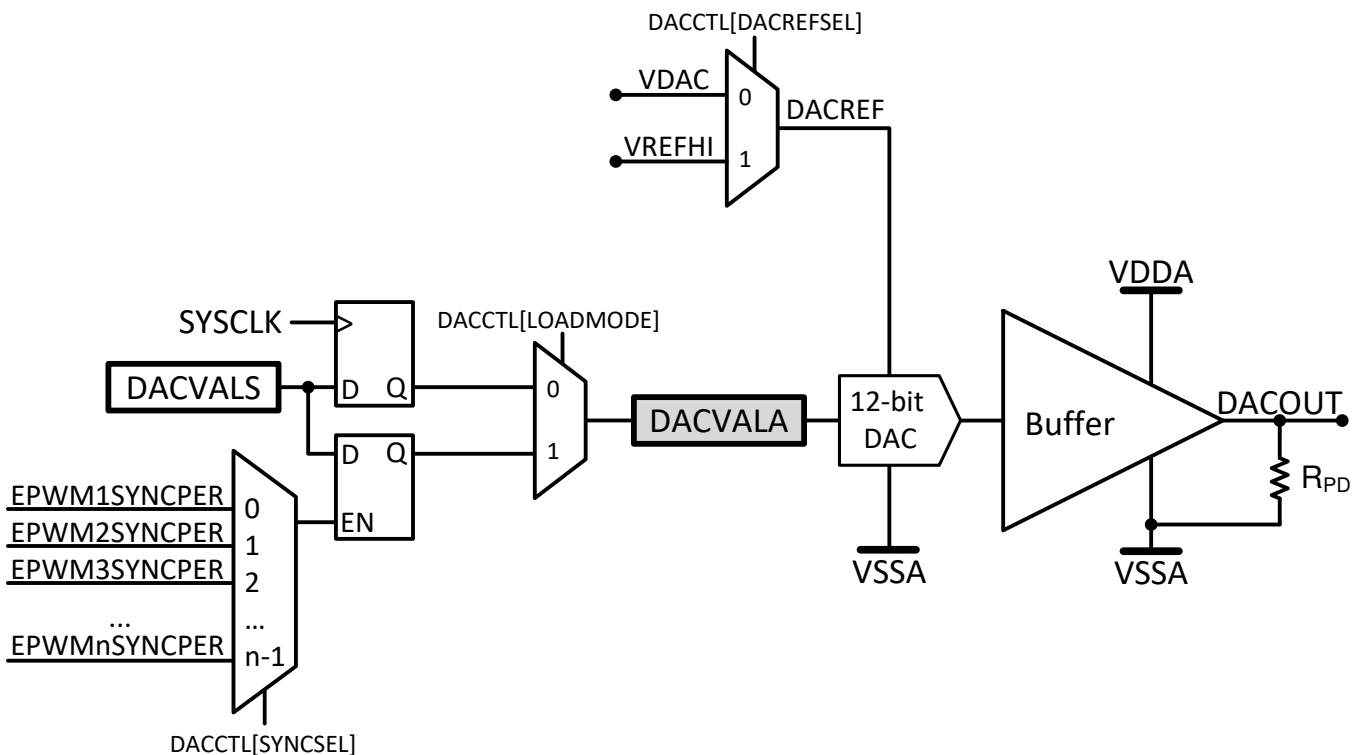 DACCTL[DACREFSEL]
VDAC
0
DACREF
VREFHI
1
VDDA
SYSCLK
>
DACCTL[LOADMODE]
DACVALS
D Q
0
DACVALA
12-bit
DAC
Buffer
DACOUT
1
D Q
EN
RPD
EPWM1SYNCPER
0
EPWM2SYNCPER
1
EPWM3SYNCPER
2
...
...
EPWMnSYNCPER
n-1
VSSA
VSSA
DACCTL[SYNCSEL]